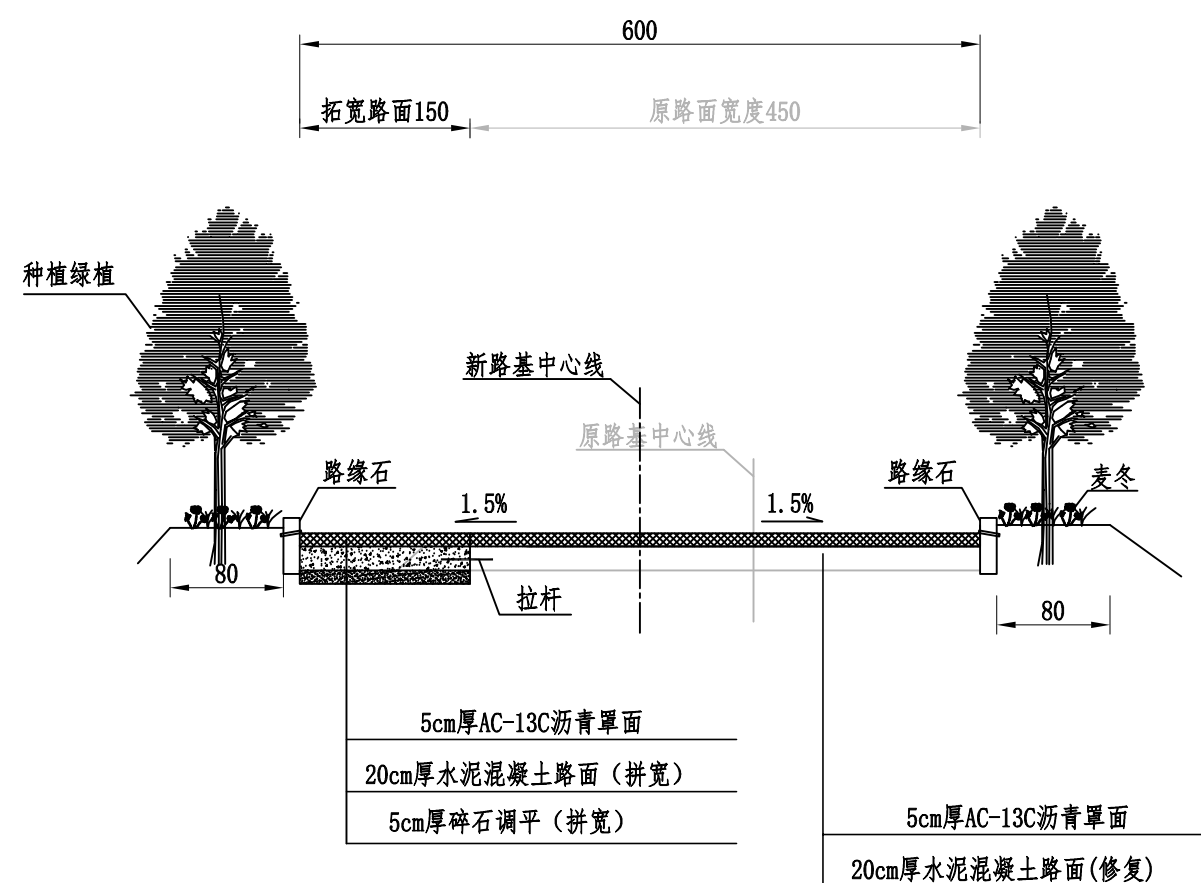 600
拓宽路面150
原路面宽度450
种植绿植
新路基中心线
原路基中心线
路缘石
路缘石
麦冬
1.5%
1.5%
80
拉杆
80
5cm厚AC-13C沥青罩面
20cm厚水泥混凝土路面（拼宽）
5cm厚碎石调平（拼宽）
5cm厚AC-13C沥青罩面
20cm厚水泥混凝土路面(修复)